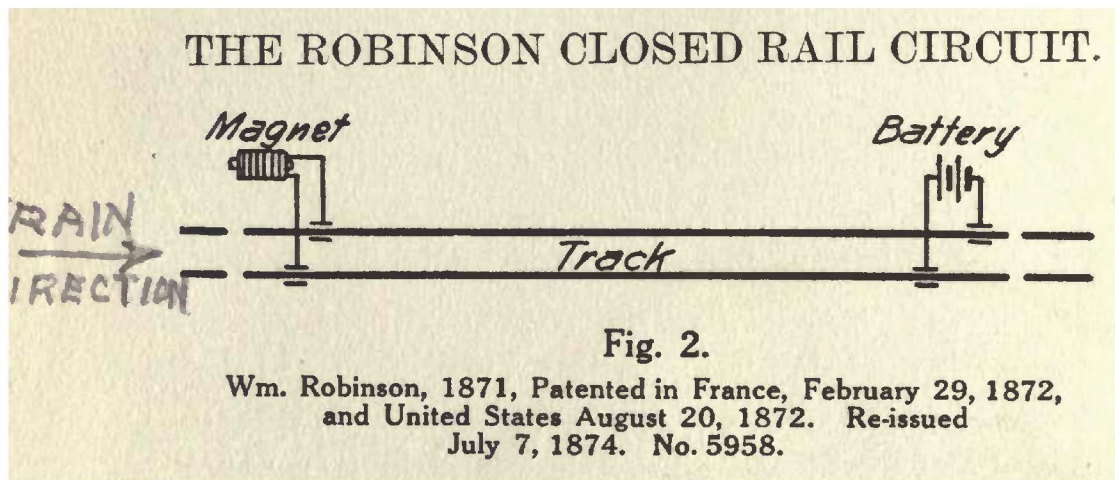 THE ROBINSON CLOSED RAIL CIRCUIT.
Magnet
Battery
RAIN
Track
IRECTION
Fig. 2.
Wm. Robinson, 1871, Patented in France, February 29, 1872,
and United States August 20, 1872. Re-issued
July 7, 1874. No. 5958.